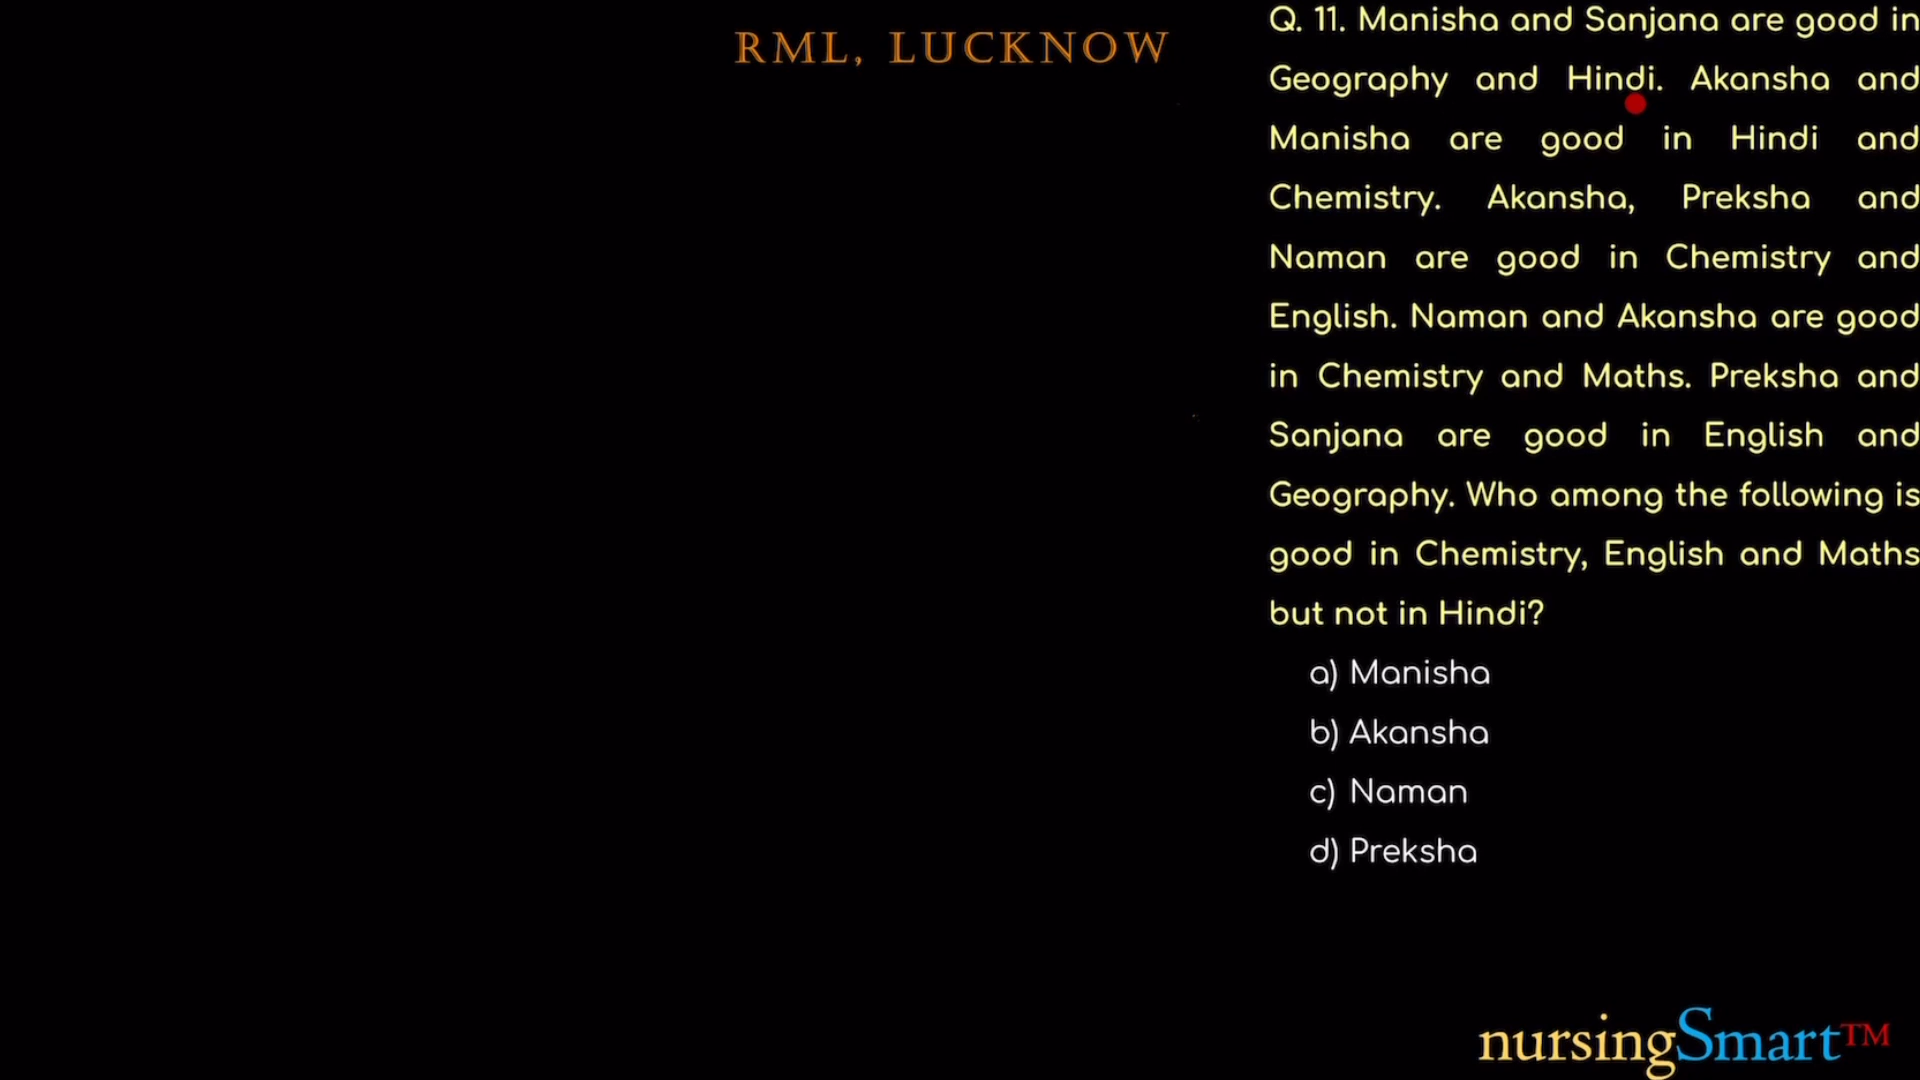 RML, LUCKNOW
Q. 11. Manisha and Sanjana are good in
Geography and Hindi. Akansha and
Manisha are good in Hindi and
Chemistry. Akansha, Preksha and
Naman are good in Chemistry and
English. Naman and Akansha are good
in Chemistry and Maths. Preksha and
Sanjana are good in English and
Geography. Who among the following is
good in Chemistry, English and Maths
but not in Hindi?
a) Manisha
b) Akansha
c) Naman
d) Preksha
nursingSmart™